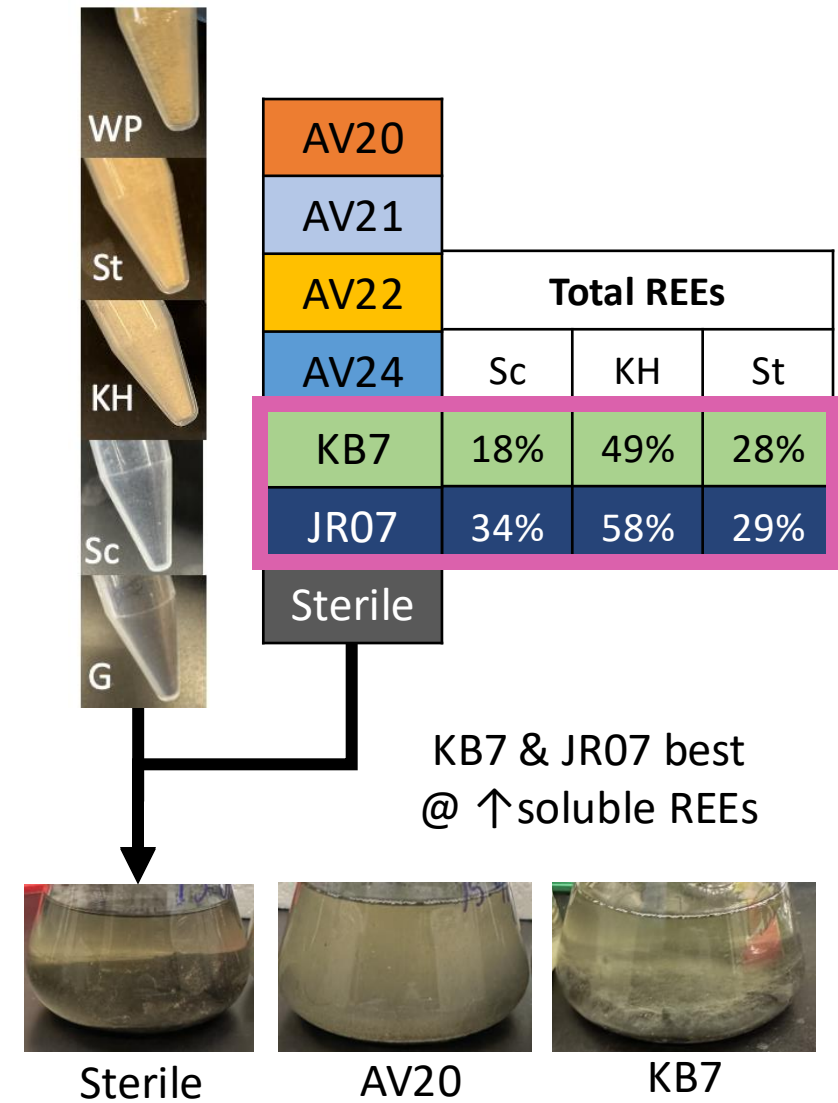 WP
St
KH
Sc
G
AV20
AV21
AV22
AV24
KB7
JR07
Sterile
Total REEs
Sc KH St
18% 49% 28%
34% 58% 29%
KB7 & JR07 best
@ ↑soluble REEs
Sterile
AV20
KB7